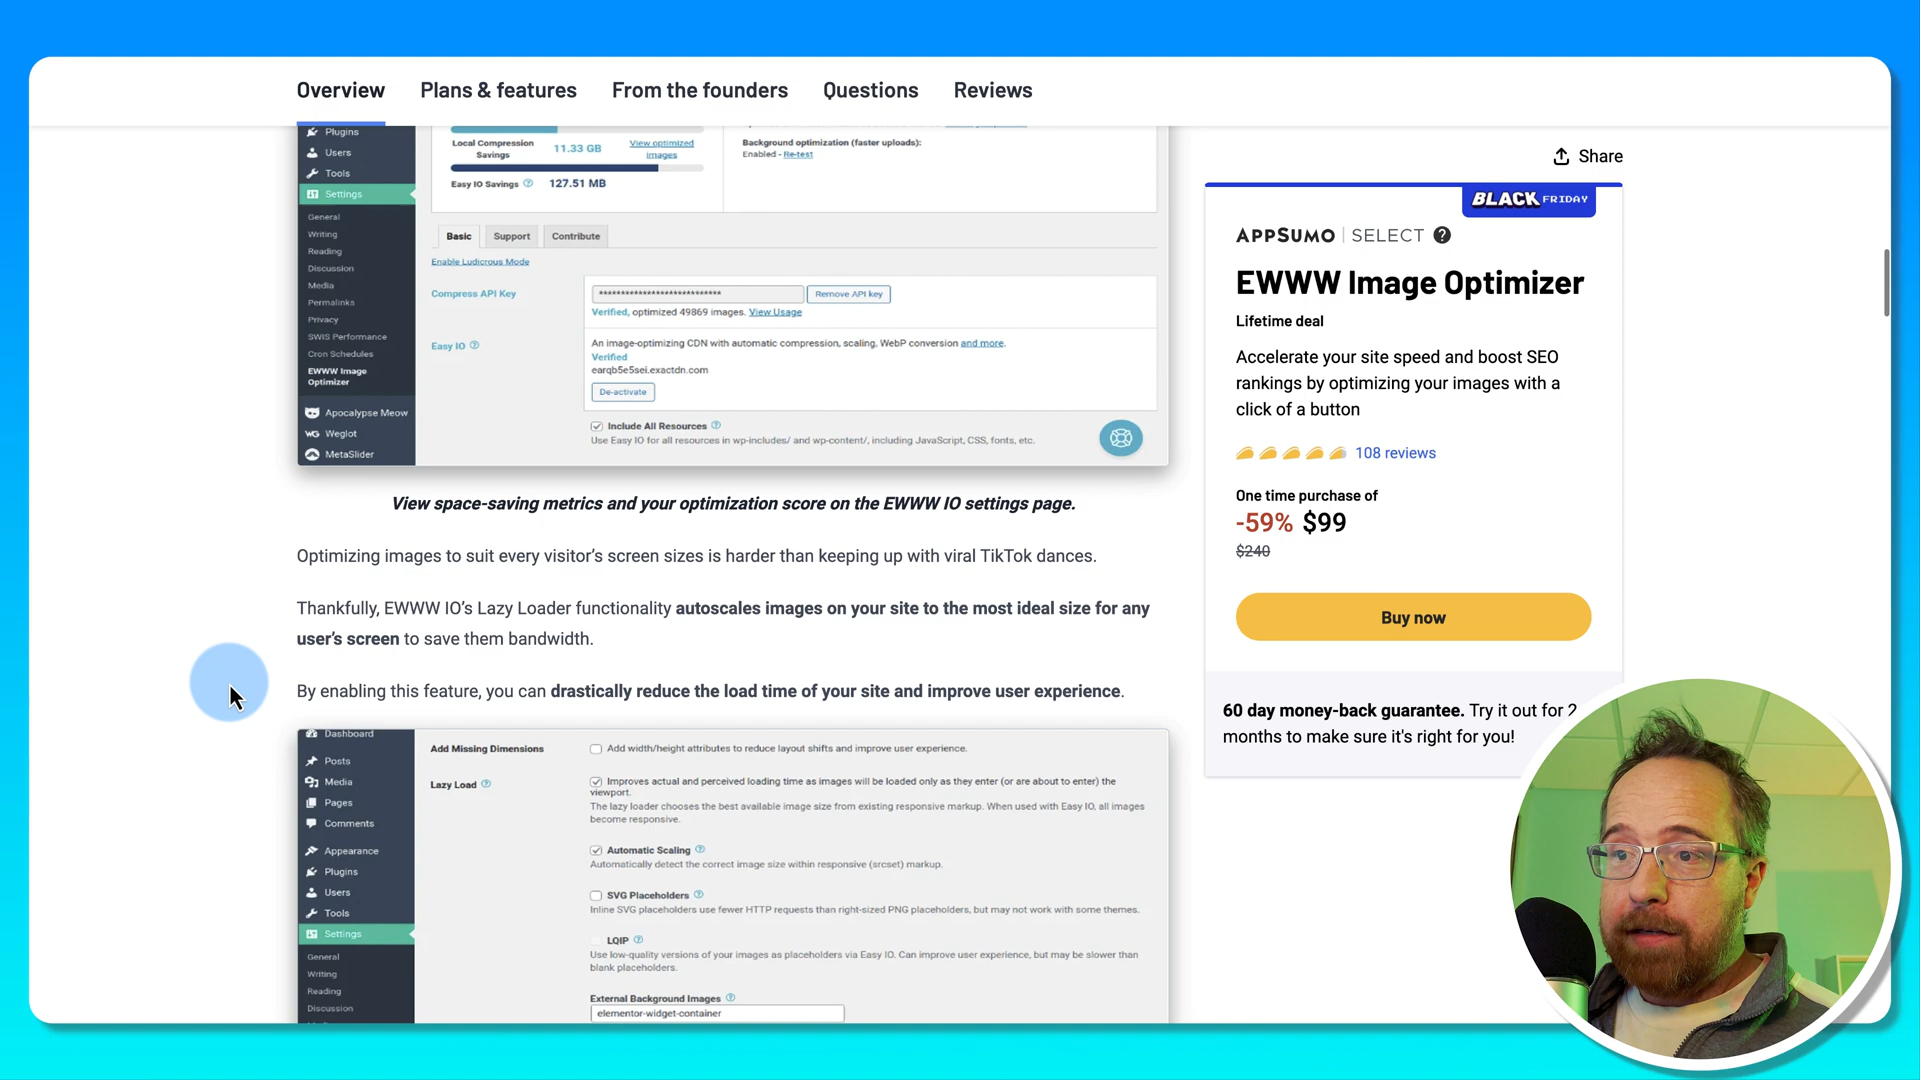 Overview
Plans & features
From the founders
Questions
Reviews
Plugins
Users
Tools
Settings
General
Writing
Reading
Discussion
Media
Permalinks
Privacy
SWIS Performance
Cron Schedules
EWWW Image
Optimizer
Apocalypse Meow
Weglot
MetaSlider
Local Compression
Savings
11.33 GB
View optimized
images
Easy IO Savings
127.51 MB
Background optimization (faster uploads):
Enabled - Re-test
Basic
Support
Contribute
Enable Ludicrous Mode
Compress API Key
****************************
Remove API key
Verified, optimized 49869 images. View Usage
Easy IO
An image-optimizing CDN with automatic compression, scaling, WebP conversion and more.
Verified
earqb5e5sei.exactdn.com
De-activate
Include All Resources
Use Easy IO for all resources in wp-includes/ and wp-content/, including JavaScript, CSS, fonts, etc.
View space-saving metrics and your optimization score on the EWWW IO settings page.
Optimizing images to suit every visitor’s screen sizes is harder than keeping up with viral TikTok dances.
Thankfully, EWWW IO’s Lazy Loader functionality autoscales images on your site to the most ideal size for any
user’s screen to save them bandwidth.
By enabling this feature, you can drastically reduce the load time of your site and improve user experience.
Dashboard
Posts
Media
Pages
Comments
Appearance
Plugins
Users
Tools
Settings
General
Writing
Reading
Discussion
Add Missing Dimensions
Add width/height attributes to reduce layout shifts and improve user experience.
Lazy Load
Improves actual and perceived loading time as images will be loaded only as they enter (or are about to enter) the
viewport.
The lazy loader chooses the best available image size from existing responsive markup. When used with Easy IO, all images
become responsive.
Automatic Scaling
Automatically detect the correct image size within responsive (srcset) markup.
SVG Placeholders
Inline SVG placeholders use fewer HTTP requests than right-sized PNG placeholders, but may not work with some themes.
LQIP
Use low-quality versions of your images as placeholders via Easy IO. Can improve user experience, but may be slower than
blank placeholders.
External Background Images
elementor-widget-container
Share
BLACK FRIDAY
APPSUMO | SELECT ?
EWWW Image Optimizer
Lifetime deal
Accelerate your site speed and boost SEO
rankings by optimizing your images with a
click of a button
108 reviews
One time purchase of
-59% $99
$240
Buy now
60 day money-back guarantee. Try it out for 2
months to make sure it's right for you!